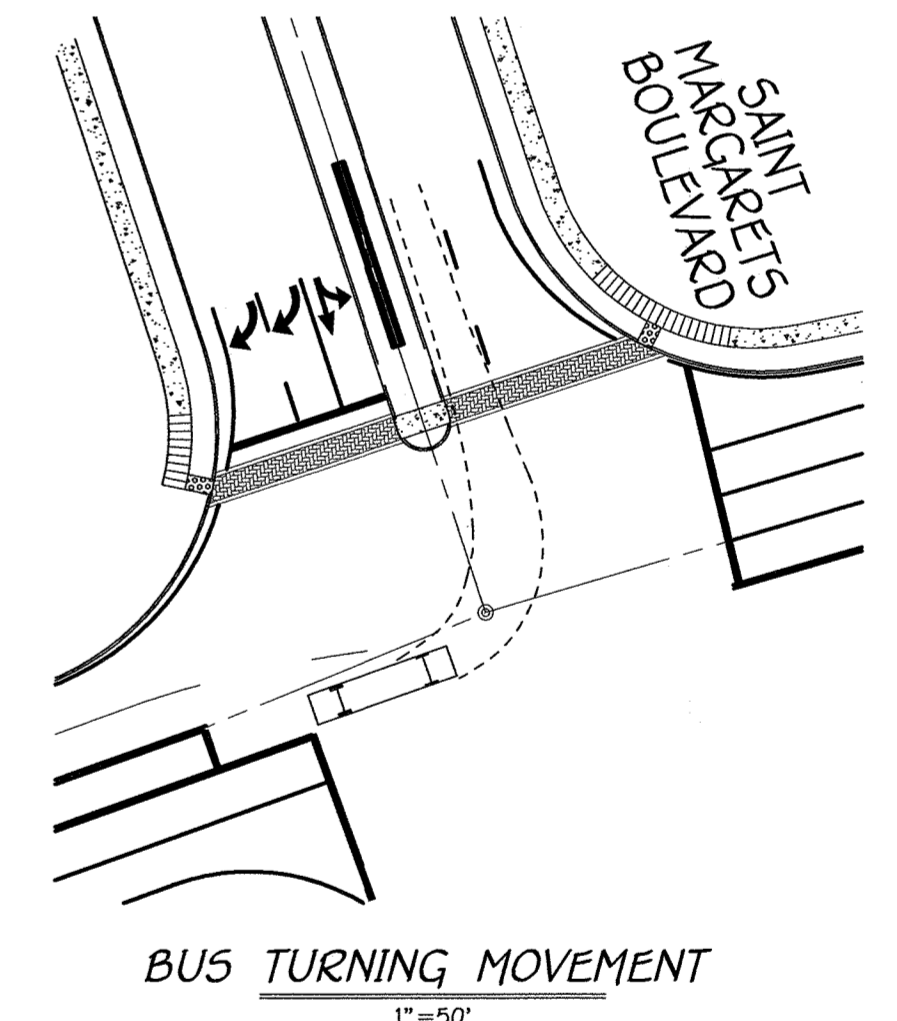 SAINT
MARGARETS
BOULEVARD
BUS TURNING MOVEMENT
1"=50'